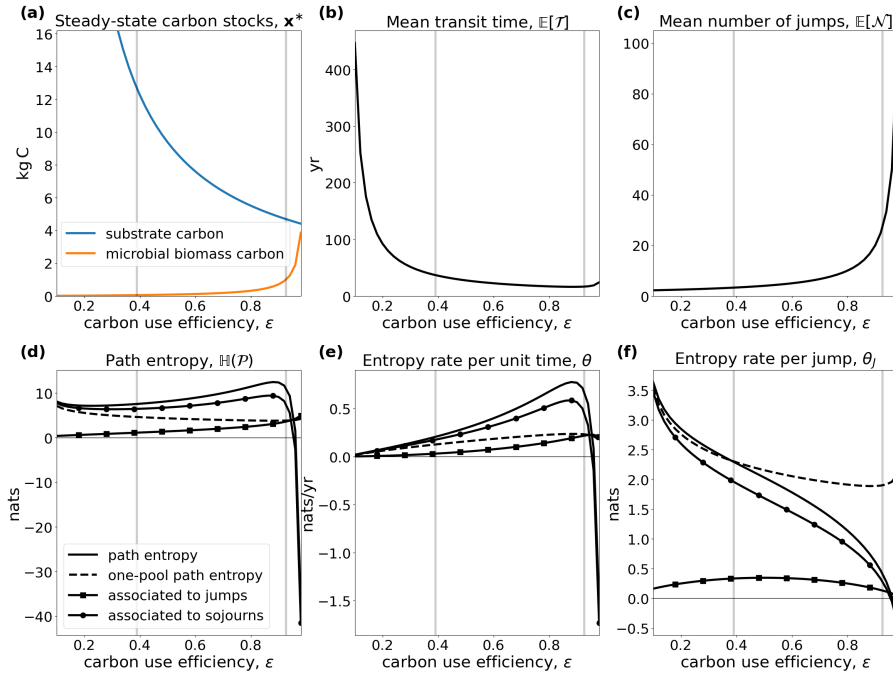 (a)
Steady-state carbon stocks, x*
16
14
12
10
8
6
4
2
0
kg C
substrate carbon
microbial biomass carbon
0.2 0.4 0.6 0.8
carbon use efficiency, ε
(b)
Mean transit time, 𝔼[𝒯]
400
300
200
100
0
yr
0.2 0.4 0.6 0.8
carbon use efficiency, ε
(c)
Mean number of jumps, 𝔼[𝒩]
100
80
60
40
20
0
0.2 0.4 0.6 0.8
carbon use efficiency, ε
(d)
Path entropy, ℍ(𝒫)
10
0
−10
−20
−30
−40
nats
path entropy
one-pool path entropy
associated to jumps
associated to sojourns
0.2 0.4 0.6 0.8
carbon use efficiency, ε
(e)
Entropy rate per unit time, θ
0.5
0.0
−0.5
−1.0
−1.5
nats/yr
0.2 0.4 0.6 0.8
carbon use efficiency, ε
(f)
Entropy rate per jump, θ_J
3.5
3.0
2.5
2.0
1.5
1.0
0.5
0.0
−0.5
nats
0.2 0.4 0.6 0.8
carbon use efficiency, ε